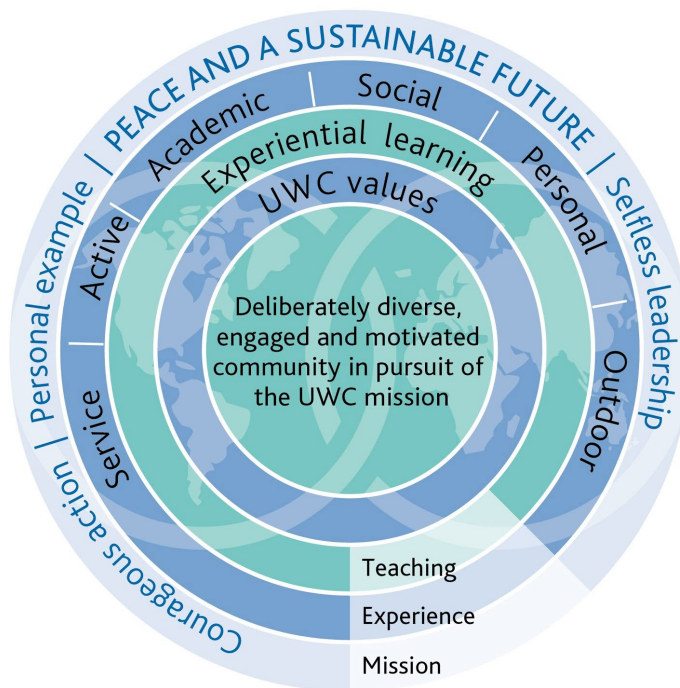 Courageous action | Personal example | PEACE AND A SUSTAINABLE FUTURE | Selfless leadership
Service
Active
Academic
Social
Personal
Outdoor
Experiential learning
UWC values
Deliberately diverse,
engaged and motivated
community in pursuit of
the UWC mission
Teaching
Experience
Mission